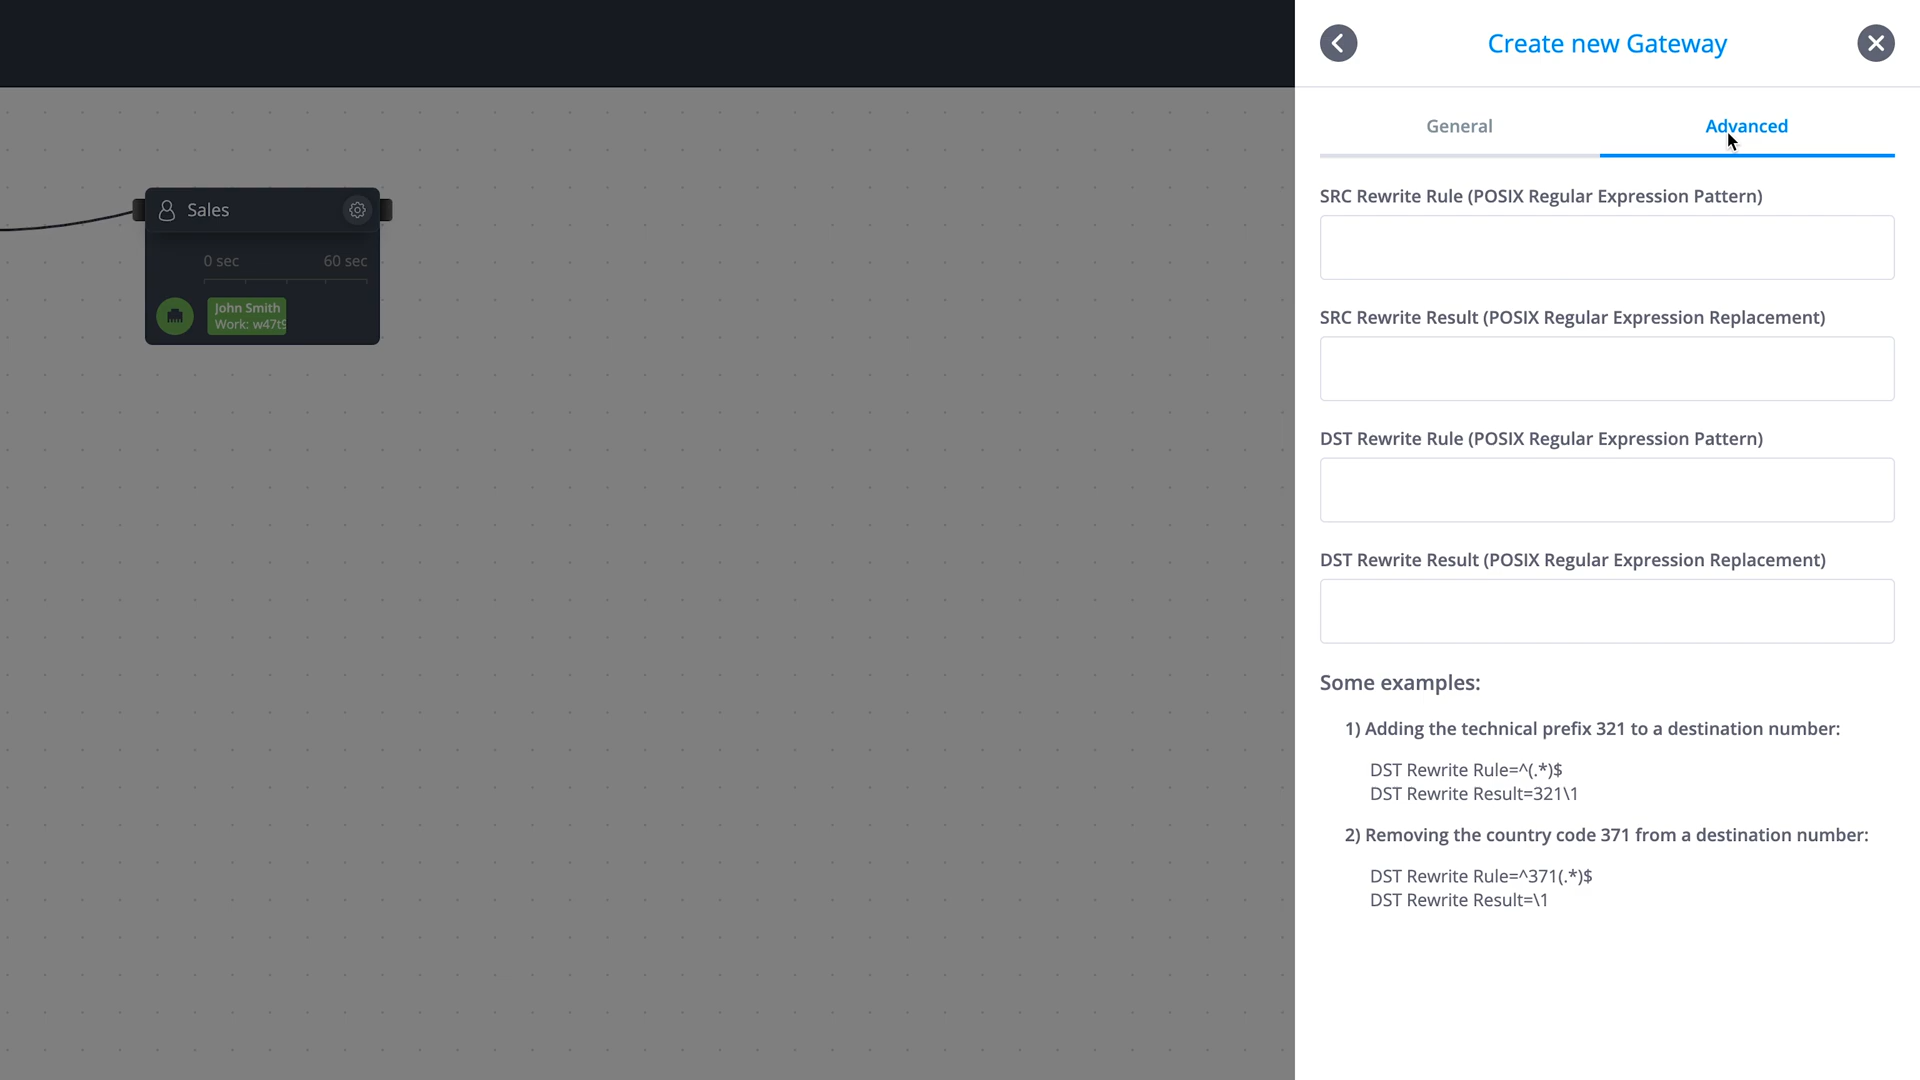 Create new Gateway
General
Advanced
SRC Rewrite Rule (POSIX Regular Expression Pattern)
SRC Rewrite Result (POSIX Regular Expression Replacement)
DST Rewrite Rule (POSIX Regular Expression Pattern)
DST Rewrite Result (POSIX Regular Expression Replacement)
Some examples:
1) Adding the technical prefix 321 to a destination number:
DST Rewrite Rule=^(.*)$
DST Rewrite Result=321\1
2) Removing the country code 371 from a destination number:
DST Rewrite Rule=^371(.*)$
DST Rewrite Result=\1
Sales
0 sec
60 sec
John Smith
Work: w47t9